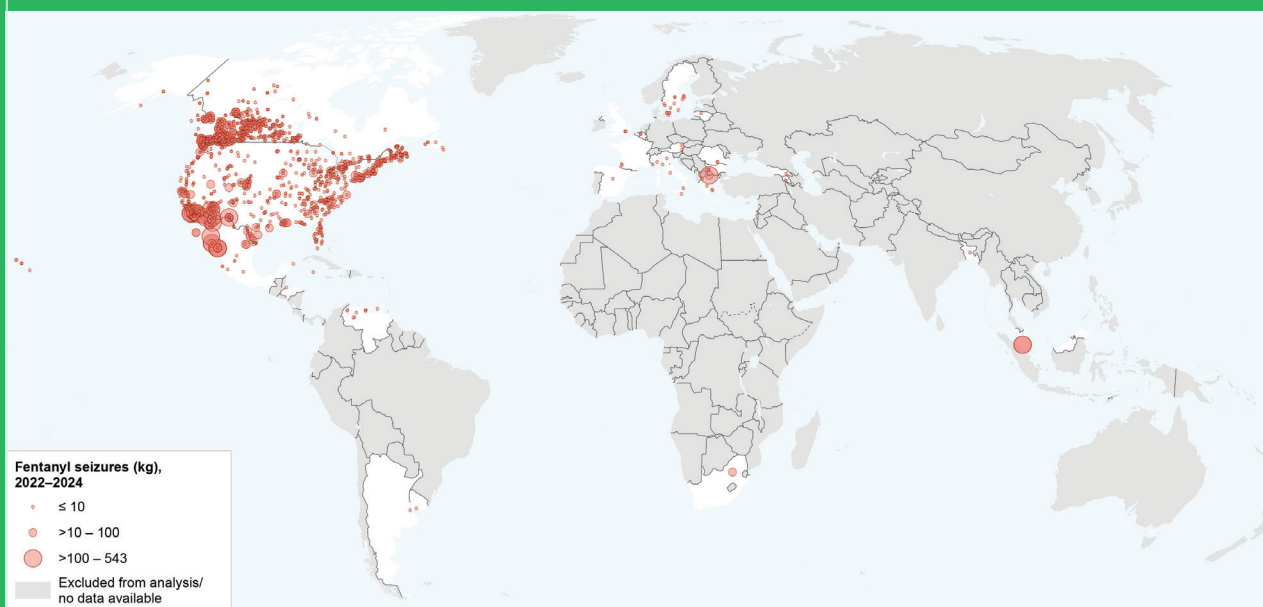 Fentanyl seizures (kg),
2022–2024
≤ 10
>10 – 100
>100 – 543
Excluded from analysis/
no data available